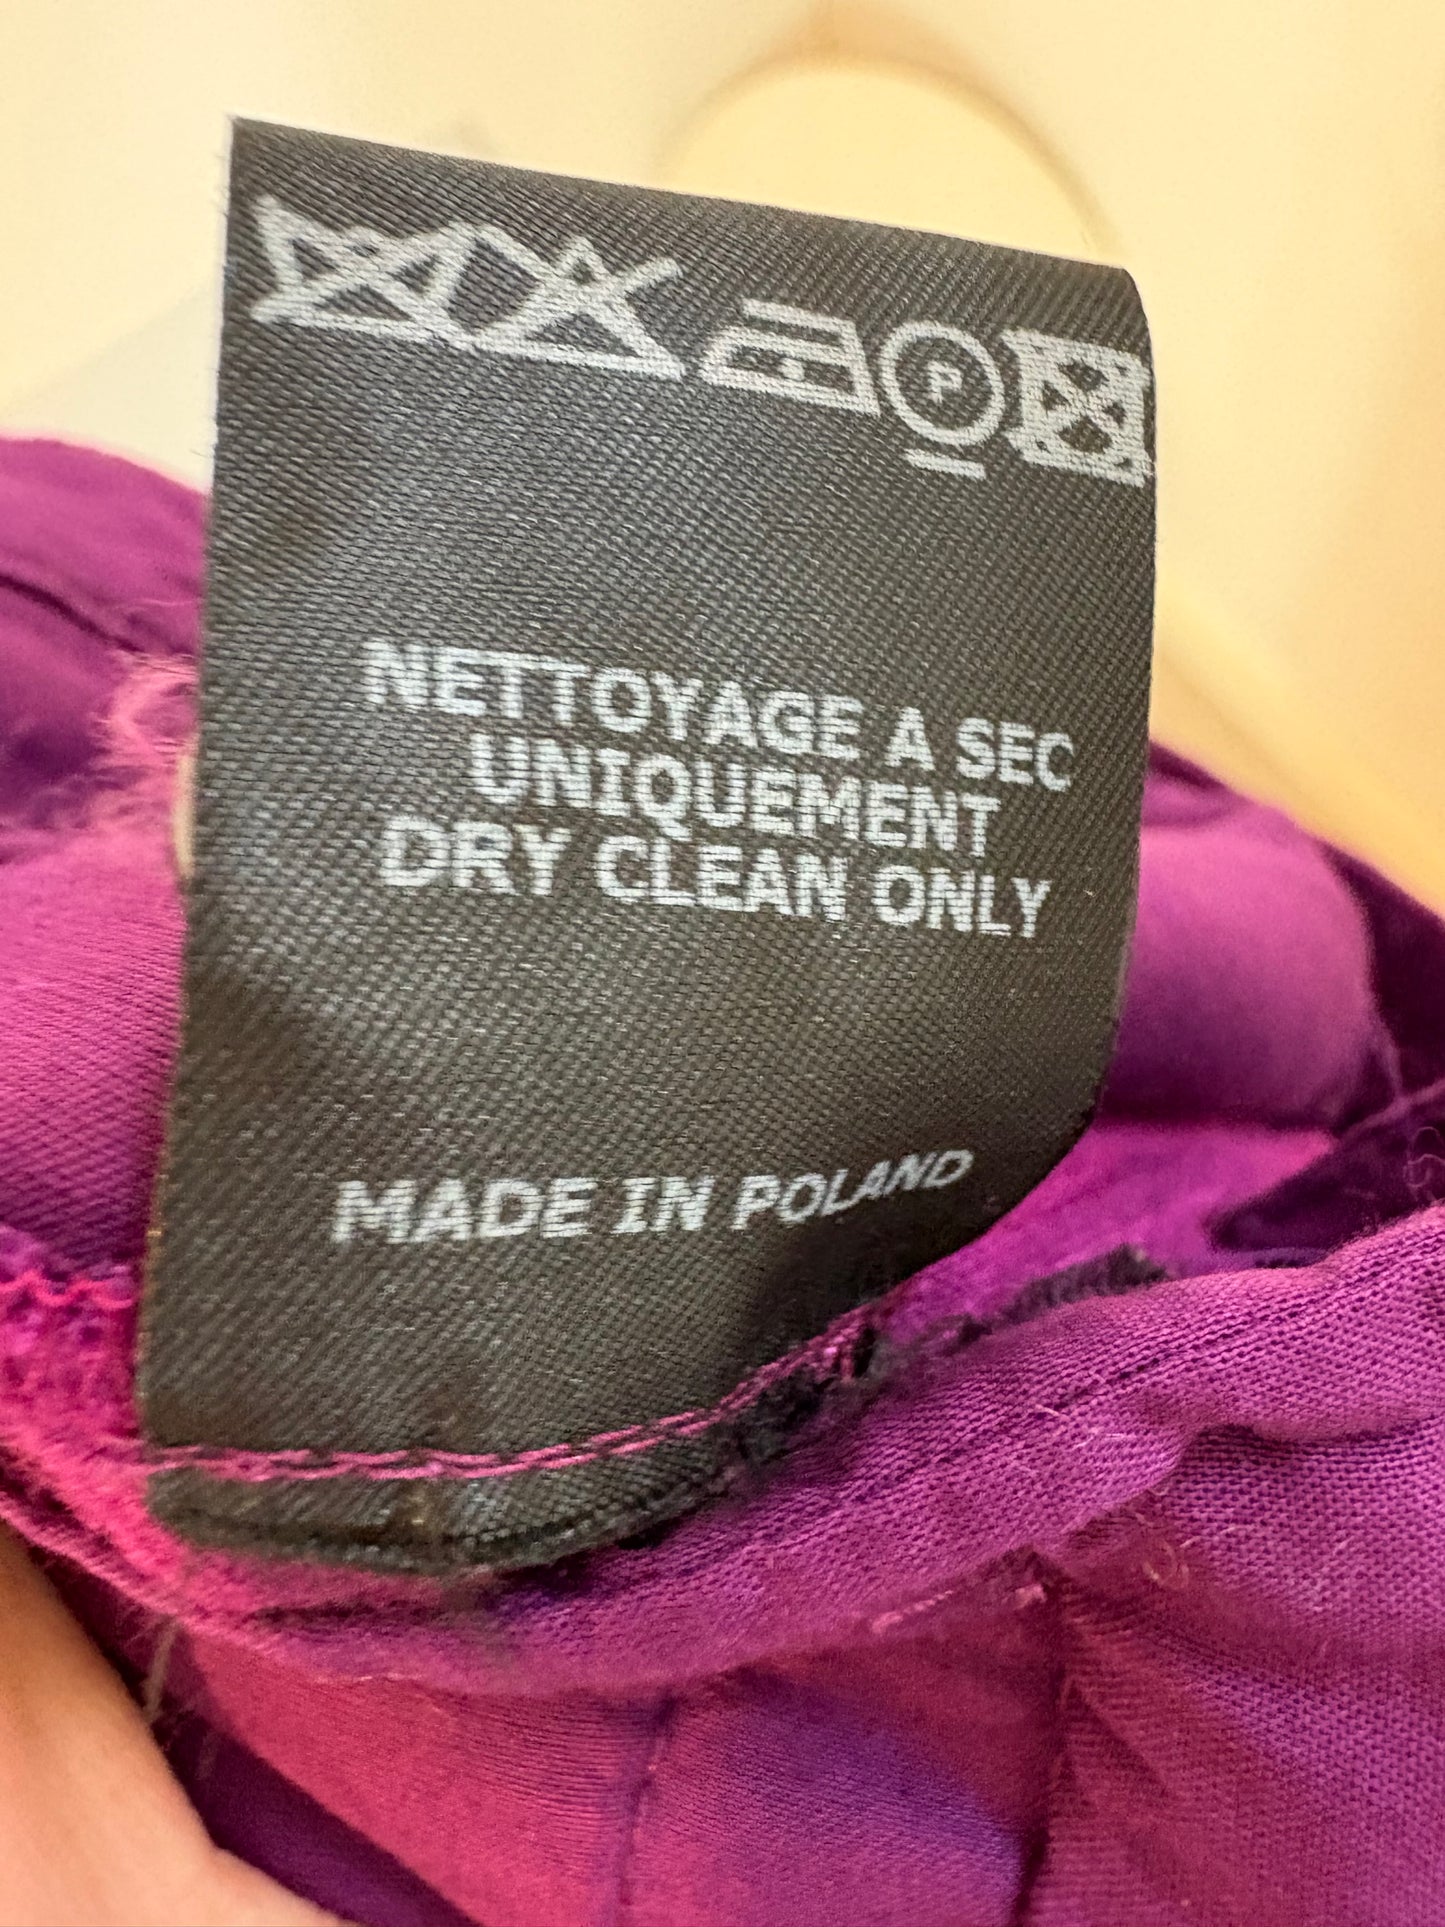 P
NETTOYAGE A SEC
UNIQUEMENT
DRY CLEAN ONLY
MADE IN POLAND